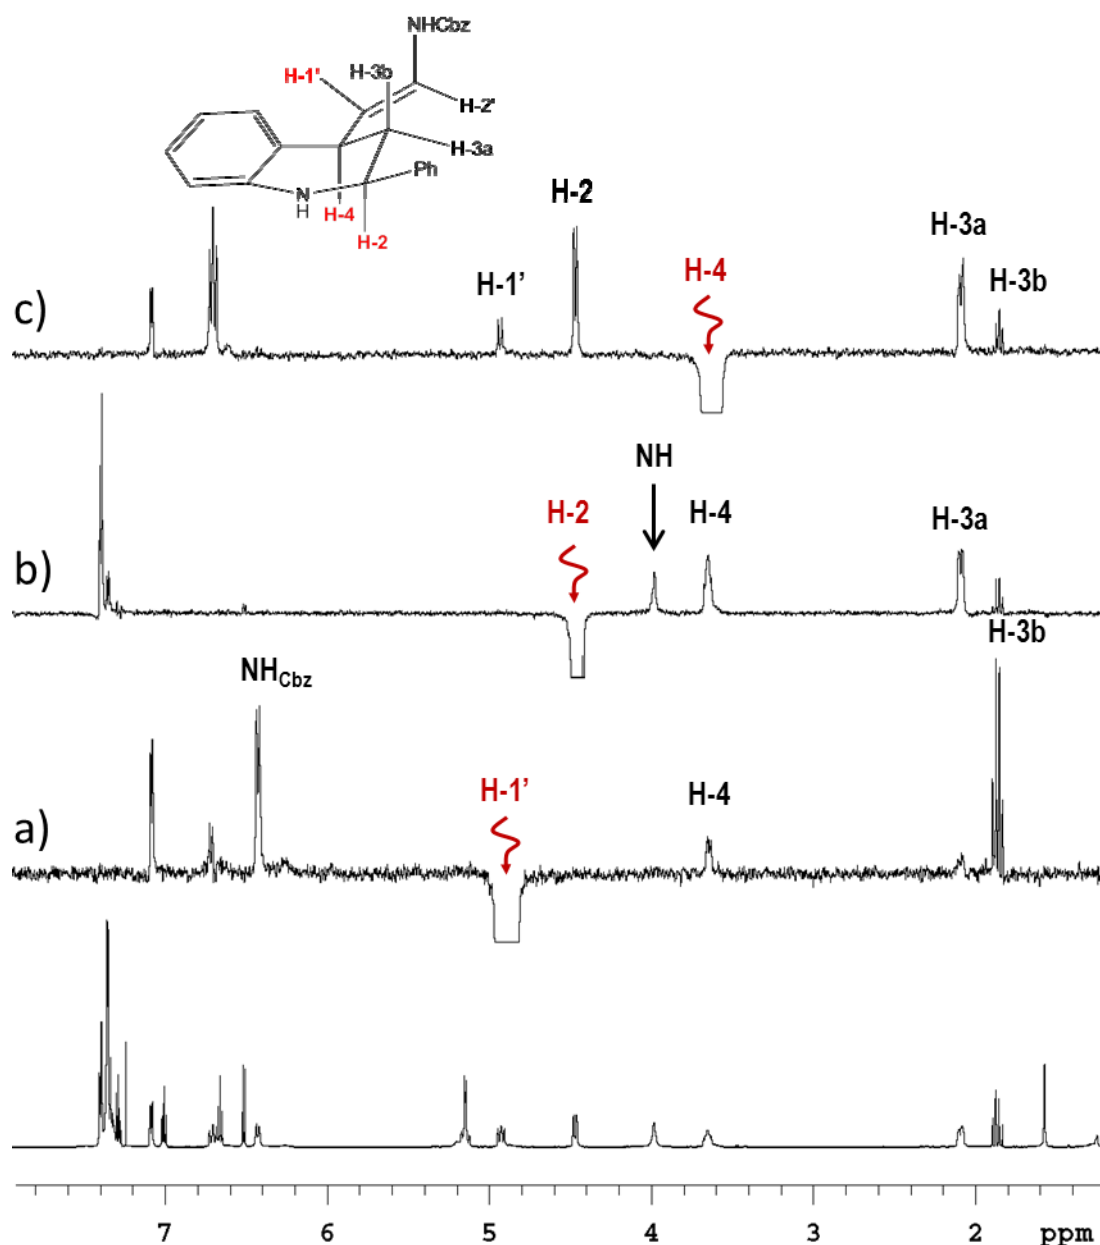 NHCbz
H-1'
H-3b
H-2'
H-3a
Ph
N
H
H-4
H-2
c)
H-1’
H-2
H-4
H-3a
H-3b
b)
H-2
NH
H-4
H-3a
H-3b
a)
NHCbz
H-1’
H-4
7 6 5 4 3 2 ppm